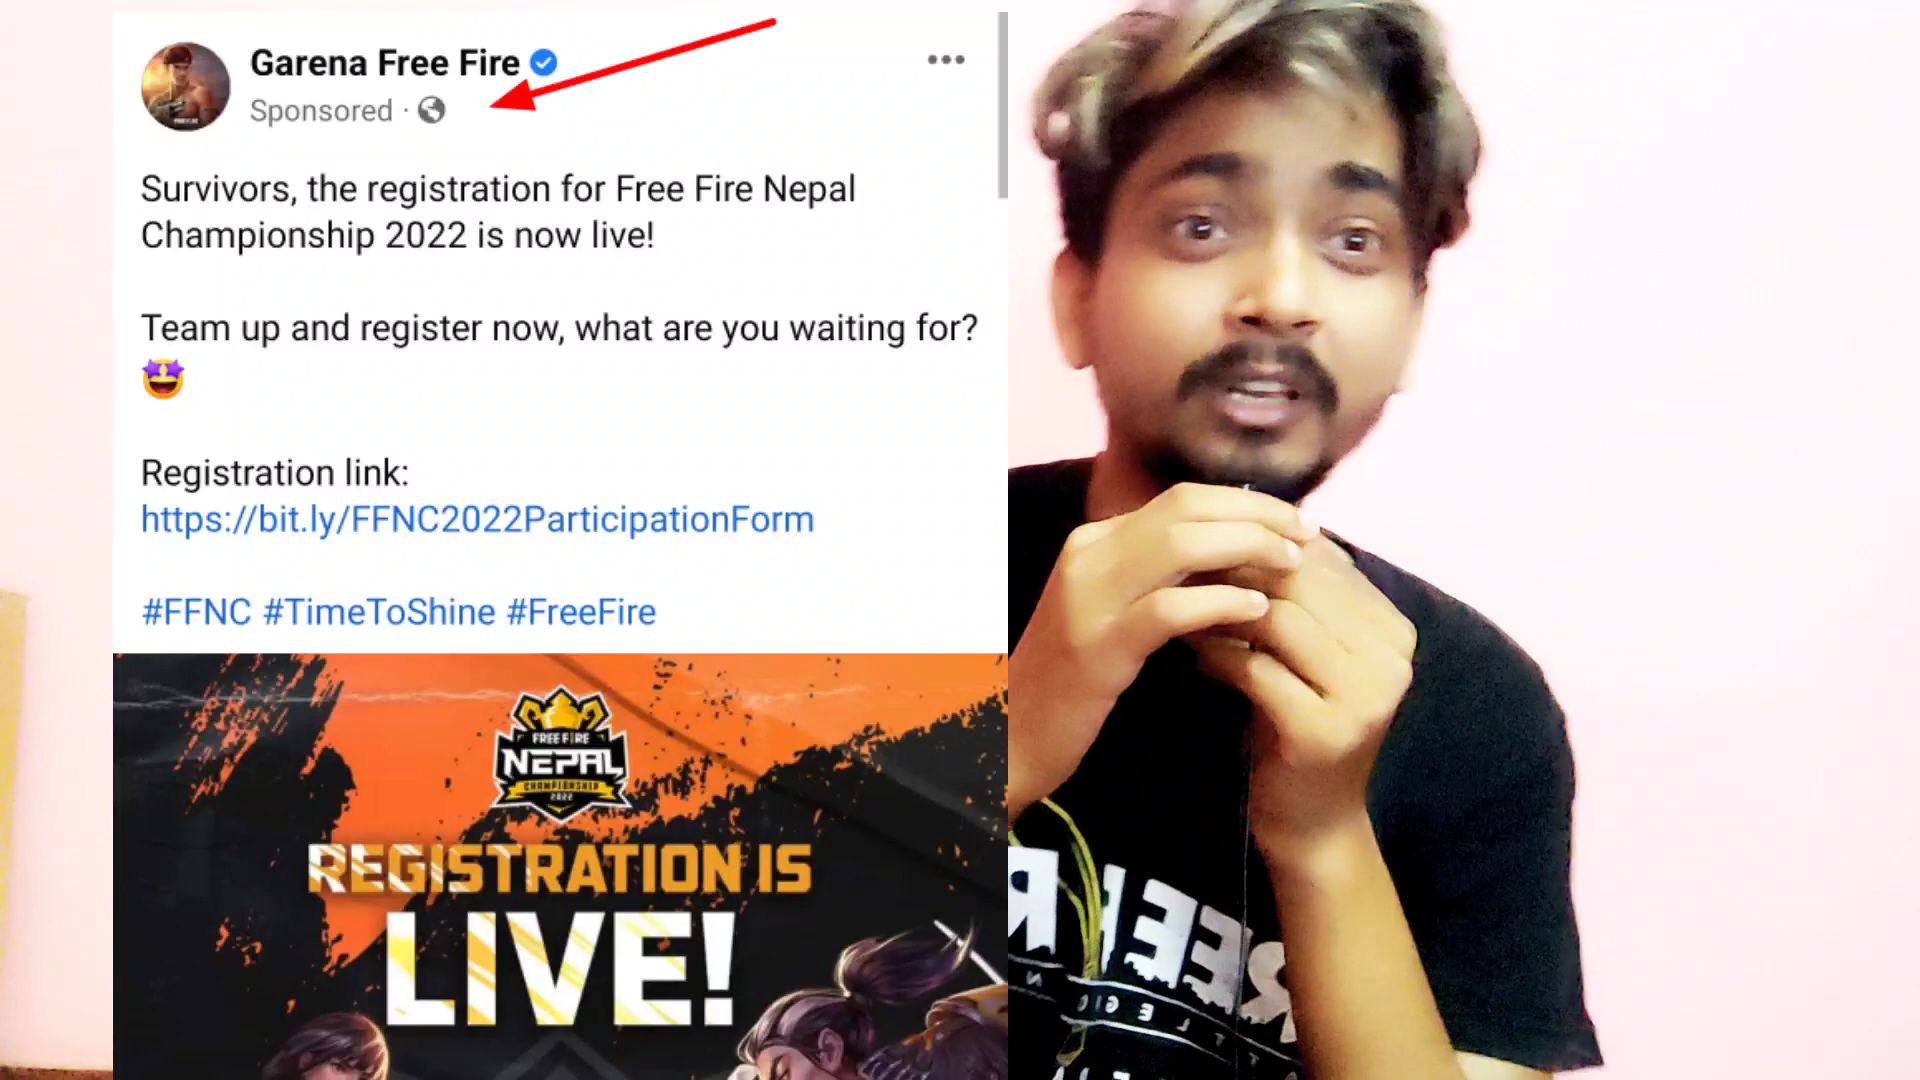 Garena Free Fire
Sponsored ·
Survivors, the registration for Free Fire Nepal
Championship 2022 is now live!
Team up and register now, what are you waiting for?
🤩
Registration link:
https://bit.ly/FFNC2022ParticipationForm
#FFNC #TimeToShine #FreeFire
FREE FIRE
NEPAL
CHAMPIONSHIP
2022
REGISTRATION IS
LIVE!